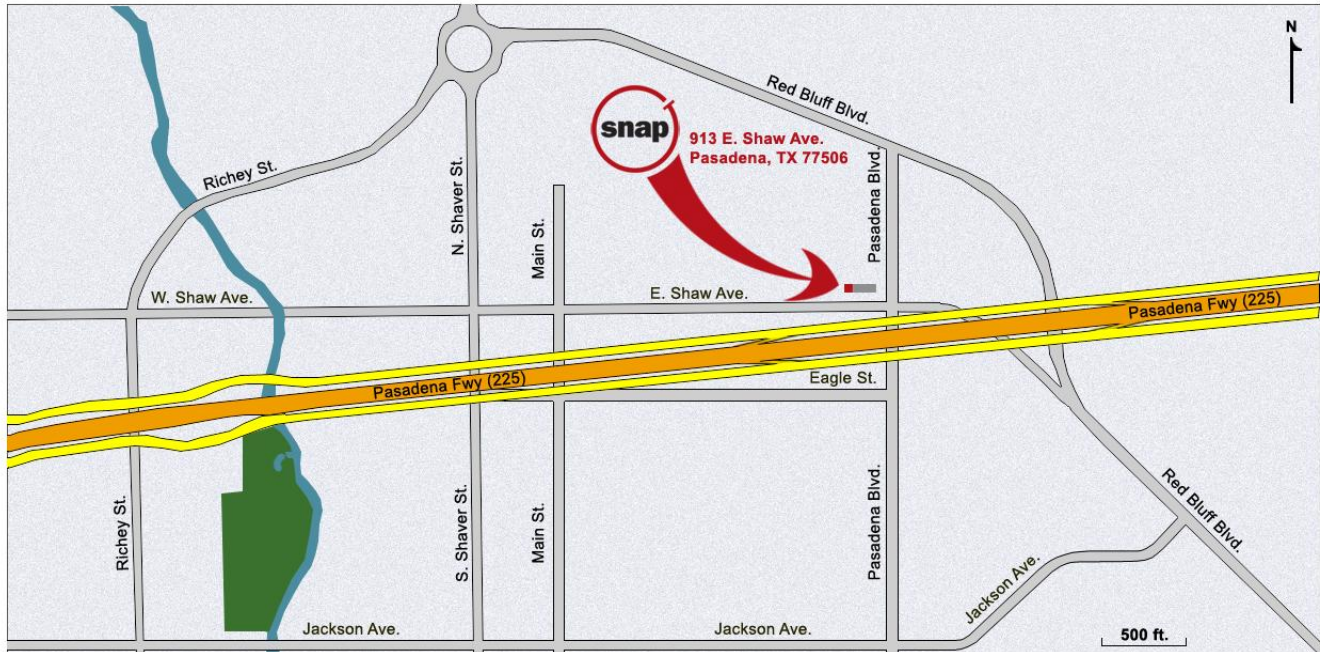 N
Red Bluff Blvd.
snap
913 E. Shaw Ave.
Pasadena, TX 77506
Richey St.
N. Shaver St.
Main St.
Pasadena Blvd.
W. Shaw Ave.
E. Shaw Ave.
Pasadena Fwy (225)
Pasadena Fwy (225)
Eagle St.
Richey St.
S. Shaver St.
Main St.
Pasadena Blvd.
Red Bluff Blvd.
Jackson Ave.
Jackson Ave.
Jackson Ave.
500 ft.